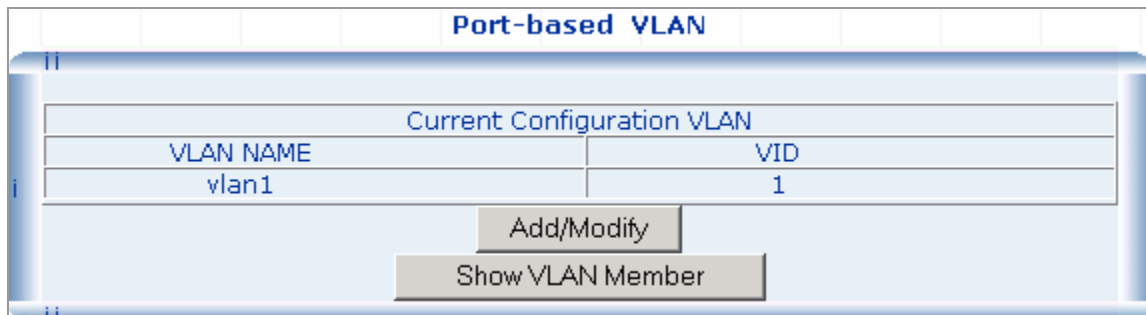 Port-based VLAN
i i
Current Configuration VLAN
VLAN NAME VID
i
vlan1 1
Add/Modify
Show VLAN Member
i i